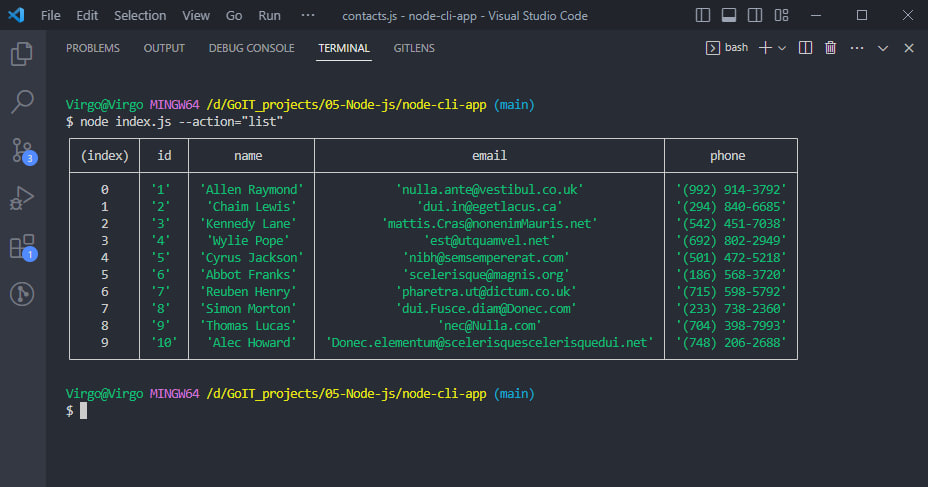 File Edit Selection View Go Run ··· contacts.js - node-cli-app - Visual Studio Code
PROBLEMS OUTPUT DEBUG CONSOLE TERMINAL GITLENS bash
Virgo@Virgo MINGW64 /d/GoIT_projects/05-Node-js/node-cli-app (main)
$ node index.js --action="list"
(index) id name email phone
0 '1' 'Allen Raymond' 'nulla.ante@vestibul.co.uk' '(992) 914-3792'
1 '2' 'Chaim Lewis' 'dui.in@egetlacus.ca' '(294) 840-6685'
2 '3' 'Kennedy Lane' 'mattis.Cras@nonenimMauris.net' '(542) 451-7038'
3 '4' 'Wylie Pope' 'est@utquamvel.net' '(692) 802-2949'
4 '5' 'Cyrus Jackson' 'nibh@semsempererat.com' '(501) 472-5218'
5 '6' 'Abbot Franks' 'scelerisque@magnis.org' '(186) 568-3720'
6 '7' 'Reuben Henry' 'pharetra.ut@dictum.co.uk' '(715) 598-5792'
7 '8' 'Simon Morton' 'dui.Fusce.diam@Donec.com' '(233) 738-2360'
8 '9' 'Thomas Lucas' 'nec@Nulla.com' '(704) 398-7993'
9 '10' 'Alec Howard' 'Donec.elementum@scelerisquescelerisquedui.net' '(748) 206-2688'
Virgo@Virgo MINGW64 /d/GoIT_projects/05-Node-js/node-cli-app (main)
$
3
1